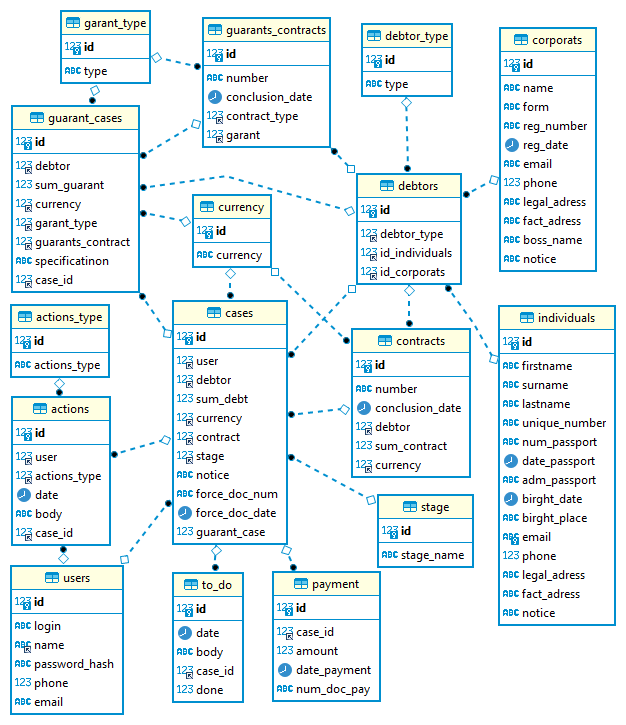 garant_type
123 id
ABC type
guarants_contracts
123 id
ABC number
conclusion_date
123 contract_type
123 garant
debtor_type
123 id
ABC type
corporats
123 id
ABC name
ABC form
ABC reg_number
reg_date
ABC email
123 phone
ABC legal_adress
ABC fact_adress
ABC boss_name
ABC notice
guarant_cases
123 id
123 debtor
123 sum_guarant
123 currency
123 garant_type
123 guarants_contract
ABC specificatinon
123 case_id
currency
123 id
ABC currency
debtors
123 id
123 debtor_type
123 id_individuals
123 id_corporats
actions_type
123 id
ABC actions_type
cases
123 id
123 user
123 debtor
123 sum_debt
123 currency
123 contract
123 stage
ABC notice
ABC force_doc_num
force_doc_date
123 guarant_case
contracts
123 id
ABC number
conclusion_date
123 debtor
123 sum_contract
123 currency
individuals
123 id
ABC firstname
ABC surname
ABC lastname
ABC unique_number
ABC num_passport
date_passport
ABC adm_passport
birght_date
ABC birght_place
ABC email
123 phone
ABC legal_adress
ABC fact_adress
ABC notice
actions
123 id
123 user
123 actions_type
date
ABC body
123 case_id
stage
123 id
ABC stage_name
users
123 id
ABC login
ABC name
ABC password_hash
123 phone
ABC email
to_do
123 id
date
ABC body
123 case_id
123 done
payment
123 id
123 case_id
123 amount
date_payment
ABC num_doc_pay